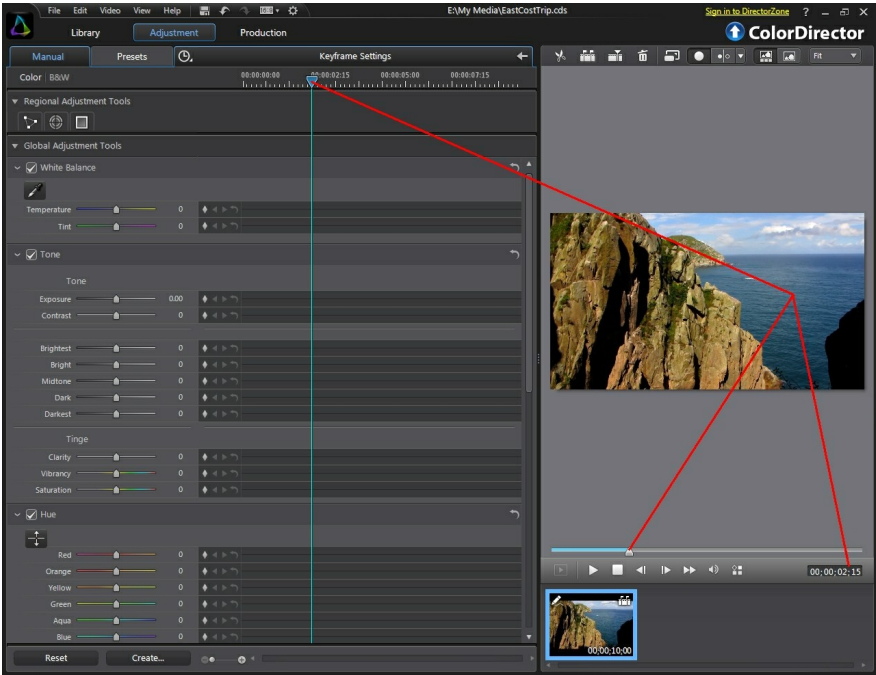 File Edit Video View Help E:\My Media\EastCostTrip.cds Sign in to DirectorZone ?
Library Adjustment Production ColorDirector
Manual Presets Keyframe Settings Fit
Color | B&W 00:00:00:00 00:00:02:15 00:00:05:00 00:00:07:15
Regional Adjustment Tools
Global Adjustment Tools
White Balance
Temperature 0
Tint 0
Tone
Tone
Exposure 0.00
Contrast 0
Brightest 0
Bright 0
Midtone 0
Dark 0
Darkest 0
Tinge
Clarity 0
Vibrancy 0
Saturation 0
Hue
Red 0
Orange 0
Yellow 0
Green 0
Aqua 0
Blue 0
00;00;02;15
00;00;10;00
Reset Create...